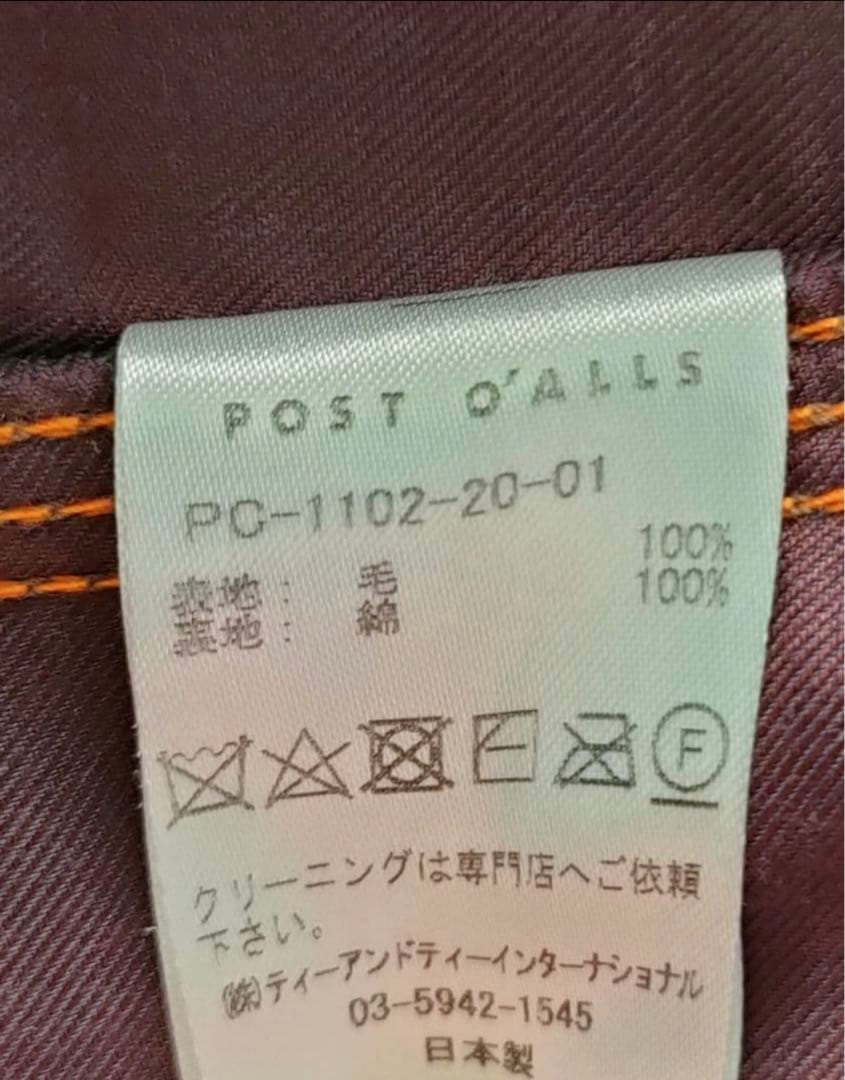 POST O'ALLS
PC-1102-20-01
表地： 毛 100%
裏地： 綿 100%
F
クリーニングは専門店へご依頼
下さい。
㈱ティーアンドティーインターナショナル
03-5942-1545
日本製